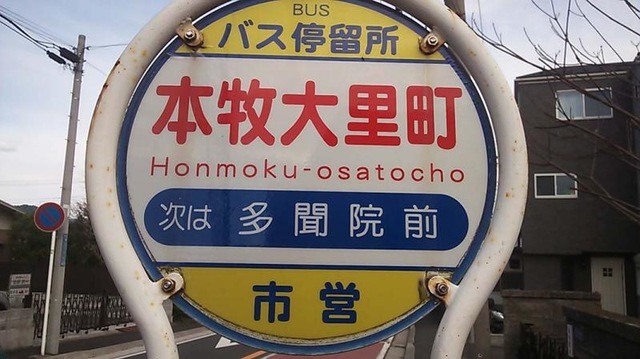 BUS
バス停留所
本牧大里町
Honmoku-osatocho
次は 多聞院前
市営